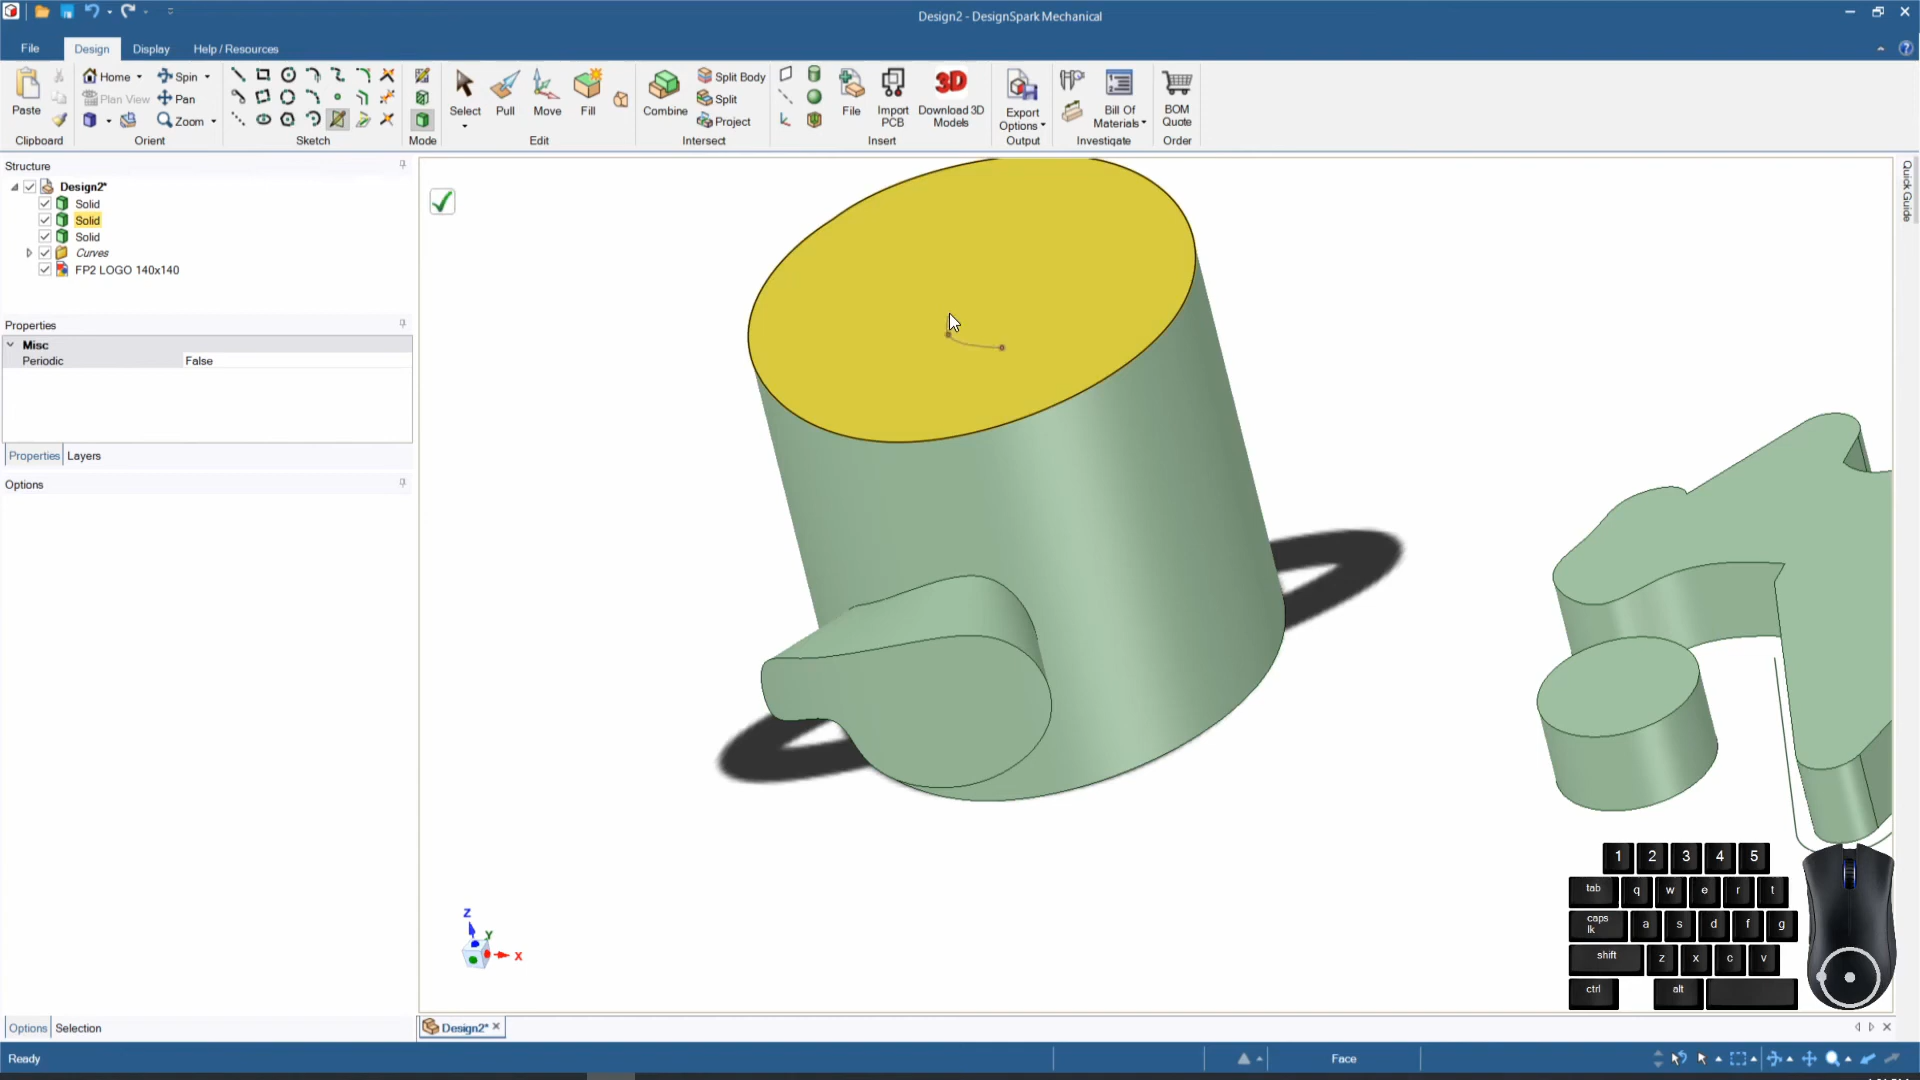 Design2 - DesignSpark Mechanical
File Design Display Help / Resources
Paste
Home Spin
Plan View Pan
Zoom
Select Pull Move Fill
Combine
Split Body
Split
Project
File Import PCB Download 3D Models
3D
Export Options
Bill Of Materials
BOM Quote
Clipboard Orient Sketch Mode Edit Intersect Insert Output Investigate Order
Structure
Design2*
Solid
Solid
Solid
Curves
FP2 LOGO 140x140
Properties
Misc
Periodic False
Properties Layers
Options
Quick Guide
Z
Y
X
1 2 3 4 5
tab q w e r t
caps lk a s d f g
shift z x c v
ctrl alt
Options Selection
Design2*
Ready
Face